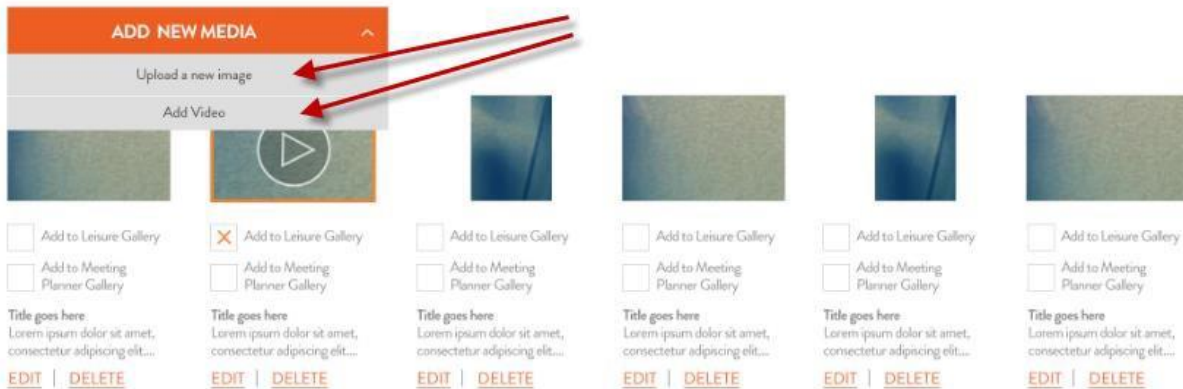 ADD NEW MEDIA
Upload a new image
Add Video
Add to Leisure Gallery
Add to Meeting
Planner Gallery
Title goes here
Lorem ipsum dolor sit amet,
consectetur adipiscing elit....
EDIT | DELETE
Add to Leisure Gallery
Add to Meeting
Planner Gallery
Title goes here
Lorem ipsum dolor sit amet,
consectetur adipiscing elit....
EDIT | DELETE
Add to Leisure Gallery
Add to Meeting
Planner Gallery
Title goes here
Lorem ipsum dolor sit amet,
consectetur adipiscing elit....
EDIT | DELETE
Add to Leisure Gallery
Add to Meeting
Planner Gallery
Title goes here
Lorem ipsum dolor sit amet,
consectetur adipiscing elit....
EDIT | DELETE
Add to Leisure Gallery
Add to Meeting
Planner Gallery
Title goes here
Lorem ipsum dolor sit amet,
consectetur adipiscing elit....
EDIT | DELETE
Add to Leisure Gallery
Add to Meeting
Planner Gallery
Title goes here
Lorem ipsum dolor sit amet,
consectetur adipiscing elit....
EDIT | DELETE